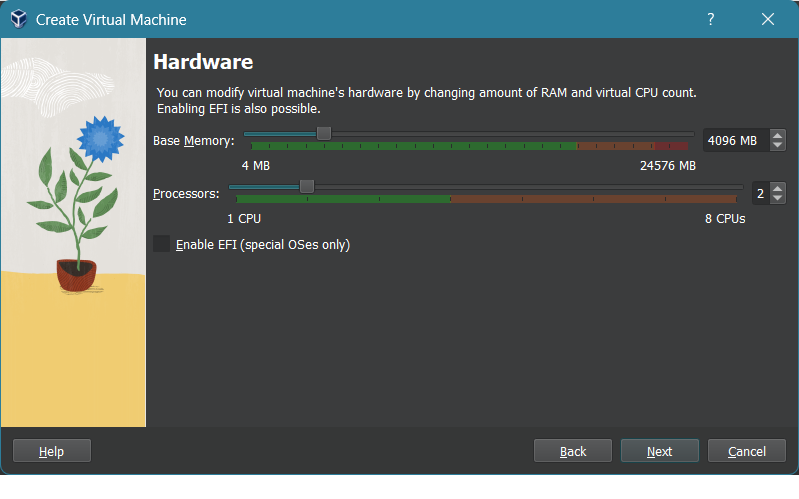 Create Virtual Machine
?
Hardware
You can modify virtual machine's hardware by changing amount of RAM and virtual CPU count.
Enabling EFI is also possible.
Base Memory: 4096 MB
4 MB 24576 MB
Processors: 2
1 CPU 8 CPUs
Enable EFI (special OSes only)
Help Back Next Cancel